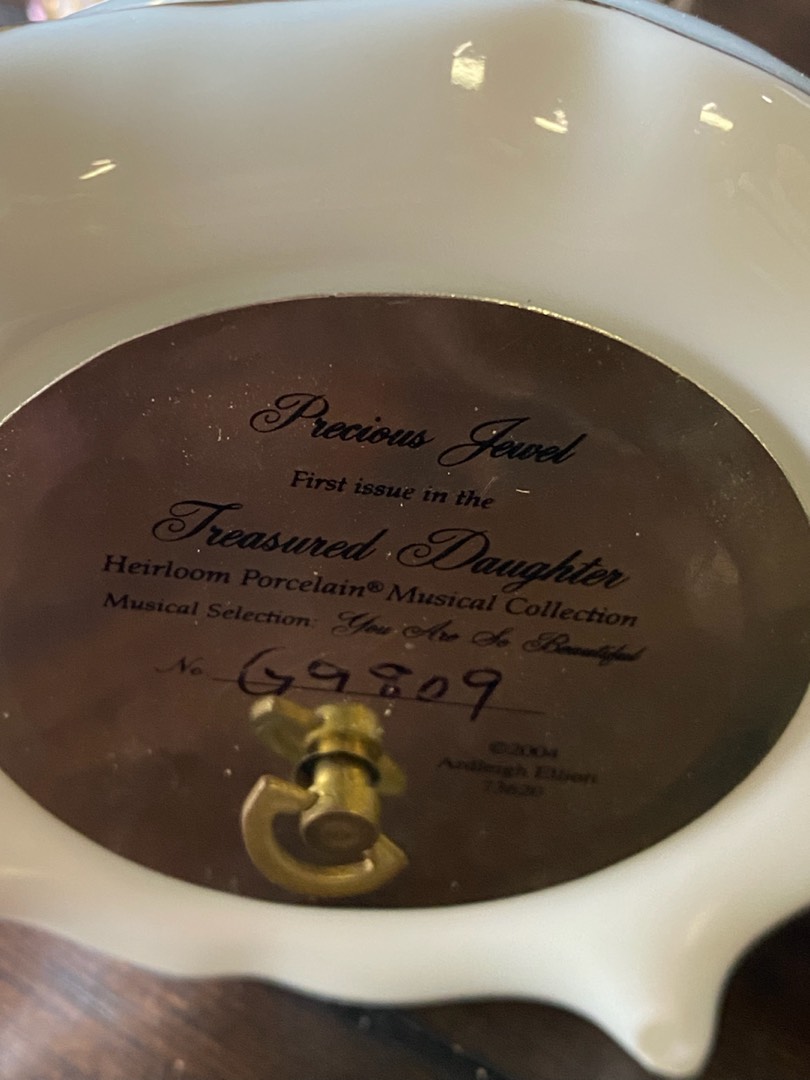 Precious Jewel
First issue in the
Treasured Daughter
Heirloom Porcelain® Musical Collection
Musical Selection: You Are So Beautiful
No G9809
©2004
Ardleigh Elliott